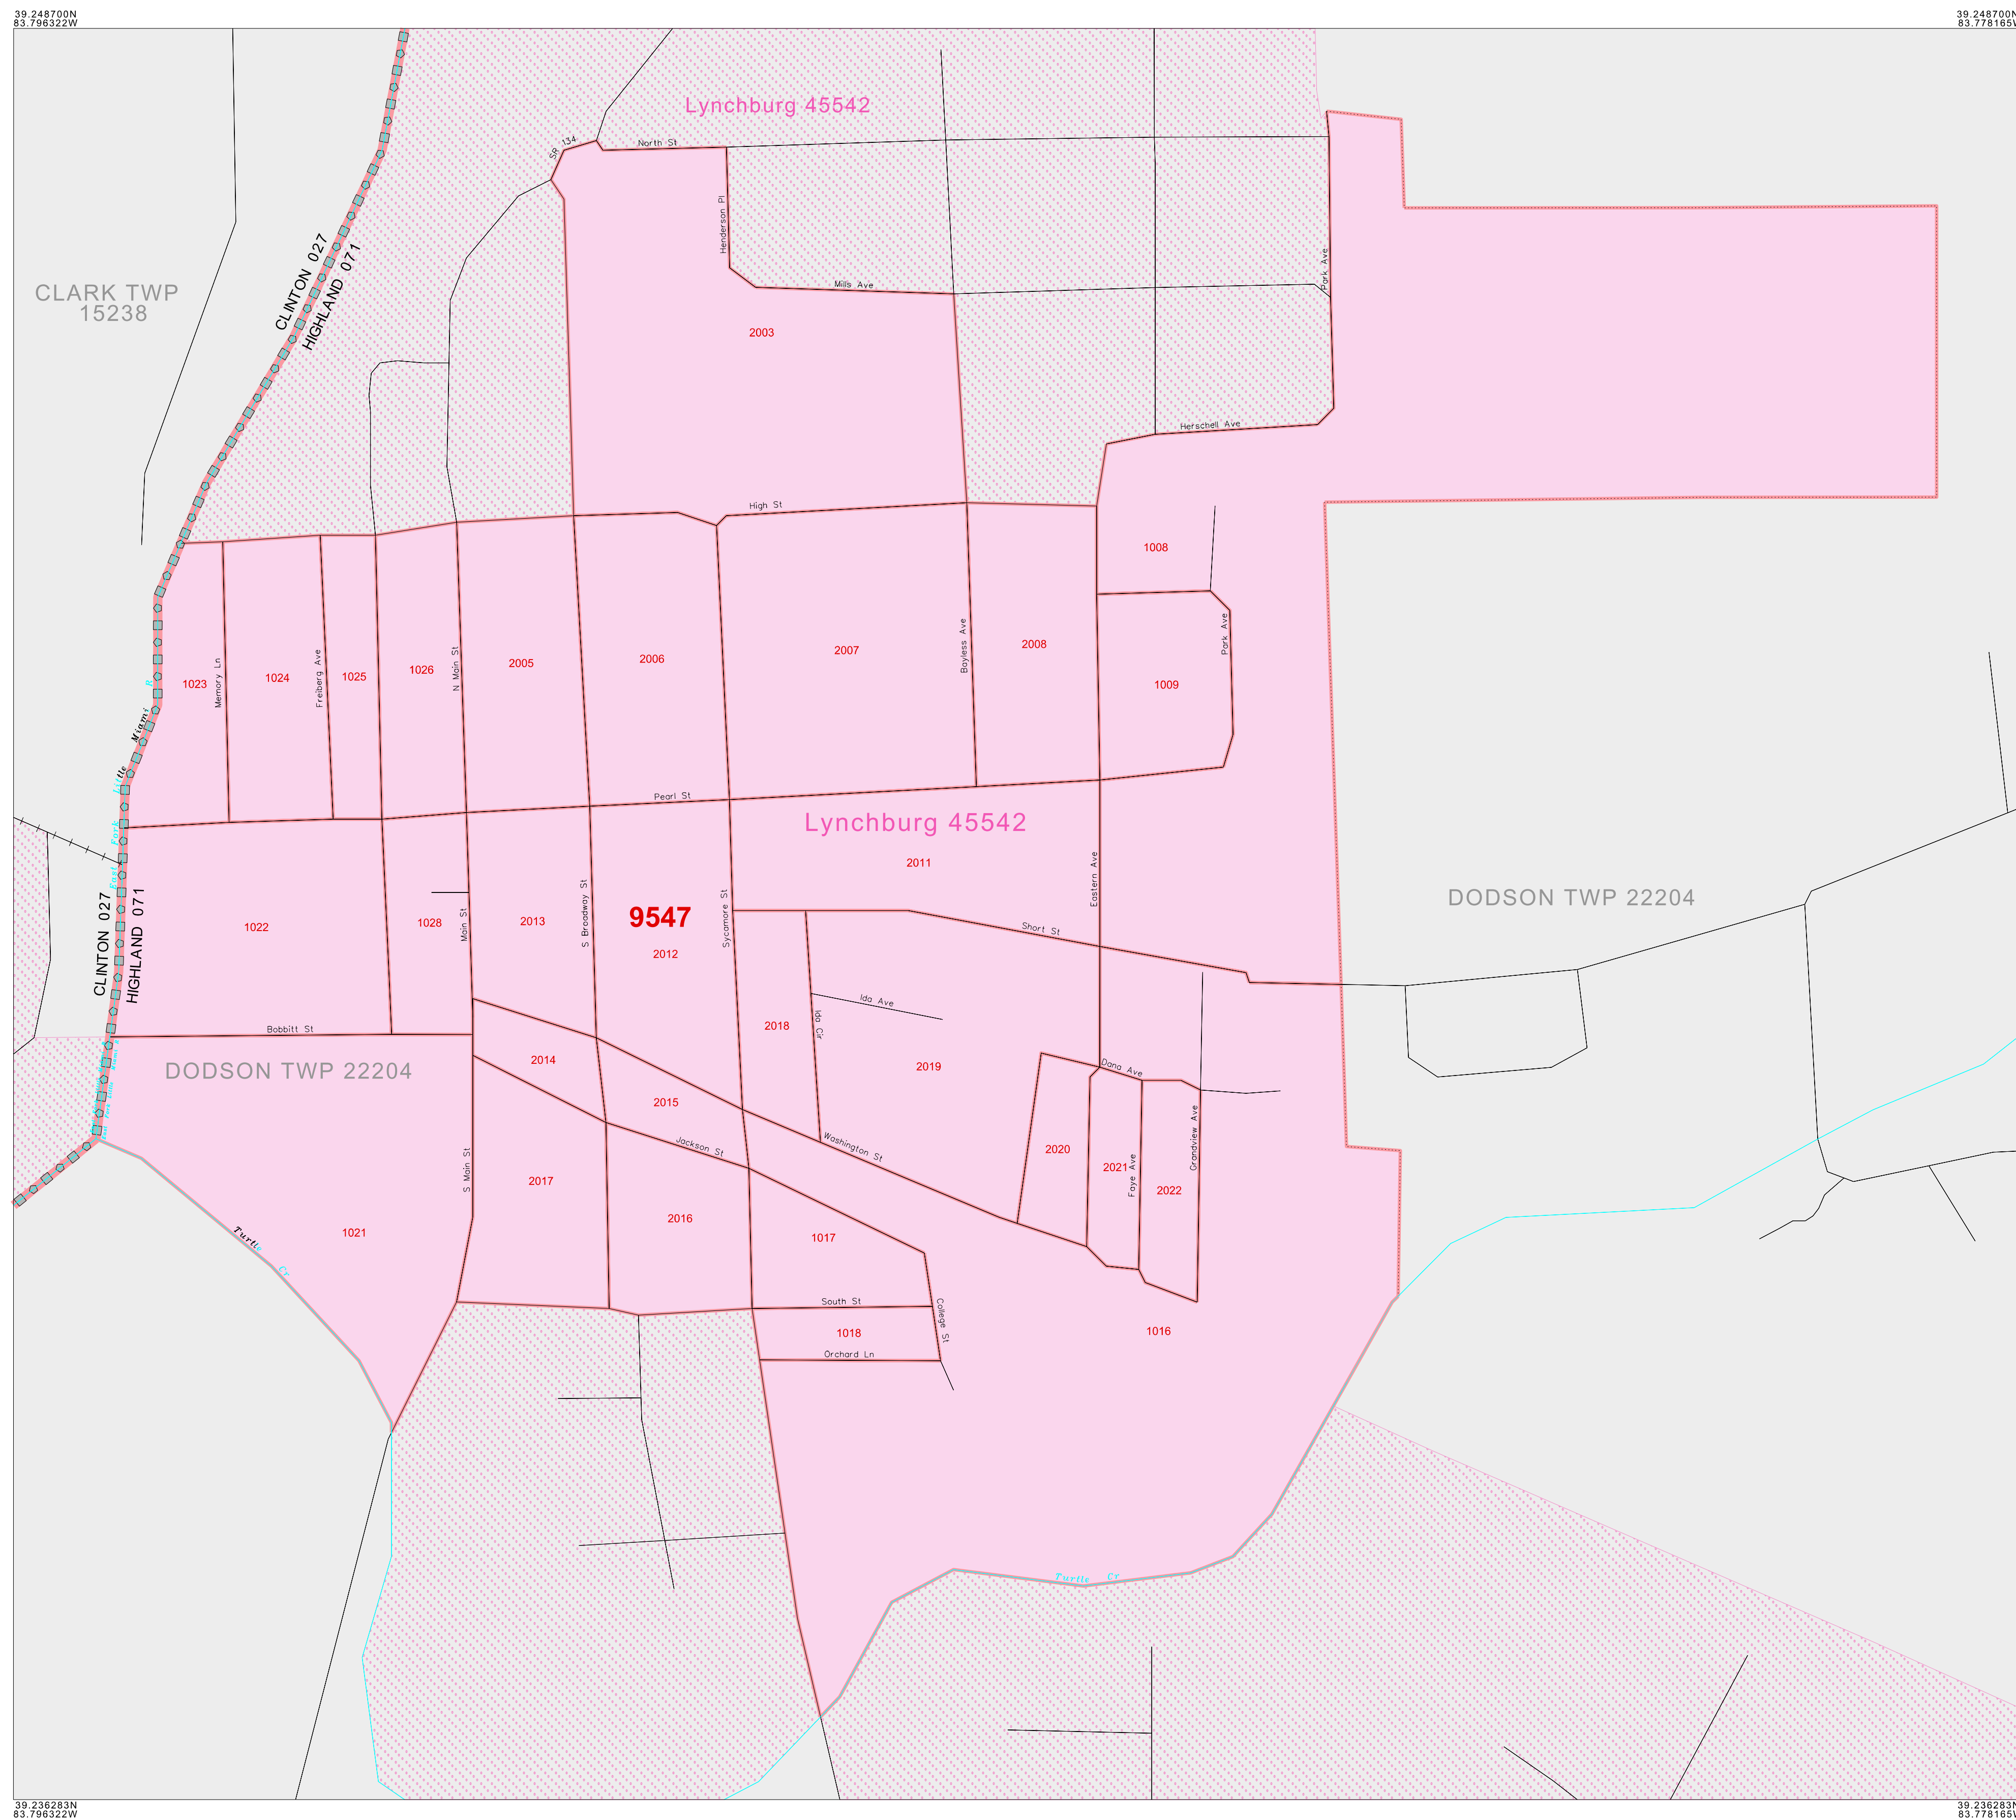 39.248700N
83.796322W
39.248700N
83.778165W
Lynchburg 45542
SR 134
North St
Henderson Pl
Park Ave
CLINTON 027
HIGHLAND 071
CLARK TWP
15238
Mills Ave
2003
Herschell Ave
High St
1008
Memory Ln
1023
1024
Freiberg Ave
1025
1026
N Main St
2005
2006
2007
Bayless Ave
2008
1009
Park Ave
East Fork Little Miami R
Pearl St
Lynchburg 45542
2011
Eastern Ave
DODSON TWP 22204
CLINTON 027
HIGHLAND 071
1022
1028
Main St
2013
S Broadway St
9547
2012
Sycamore St
Short St
Ida Ave
Ida Cir
2018
2019
Bobbitt St
DODSON TWP 22204
2014
2015
Dana Ave
Jackson St
Washington St
2020
2021
Faye Ave
2022
Grandview Ave
S Main St
2017
2016
1017
1021
Turtle Cr
South St
College St
1018
1016
Orchard Ln
Turtle Cr
39.236283N
83.796322W
39.236283N
83.778165W